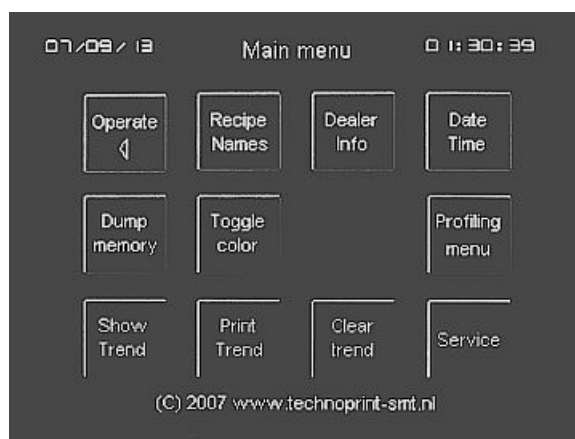 07/09/13 Main menu 01:30:39
Operate Recipe Names Dealer Info Date Time
Dump memory Toggle color Profiling menu
Show Trend Print Trend Clear trend Service
(C) 2007 www.technoprint-smt.nl